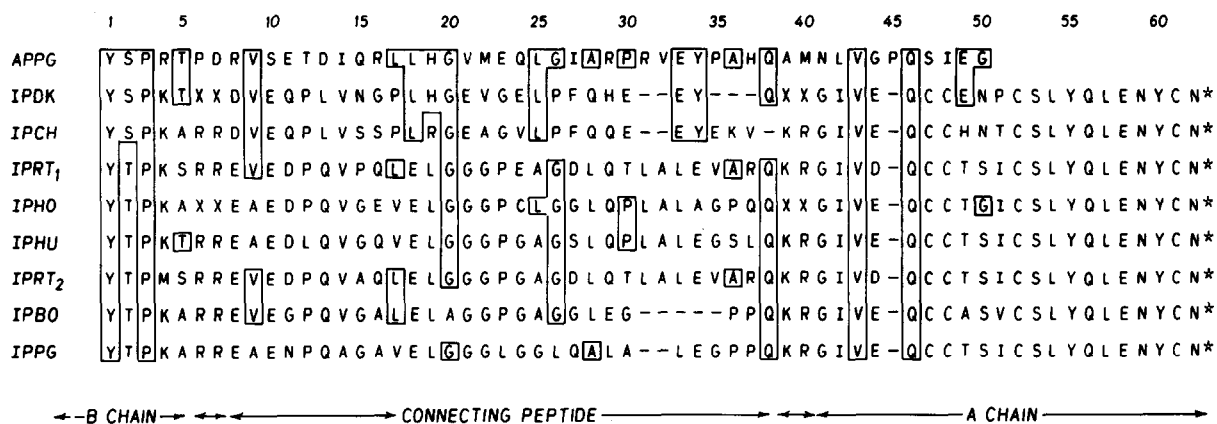 1 5 10 15 20 25 30 35 40 45 50 55 60
APPG Y S P R T P D R V S E T D I Q R L L H G V M E Q L G I A R P R V E Y P A H Q A M N L V G P Q S I E G
IPDK Y S P K T X X D V E Q P L V N G P L H G E V G E L P F Q H E - - E Y - - - Q X X G I V E - Q C C E N P C S L Y Q L E N Y C N *
IPCH Y S P K A R R D V E Q P L V S S P L R G E A G V L P F Q Q E - - E Y E K V - K R G I V E - Q C C H N T C S L Y Q L E N Y C N *
IPRT₁ Y T P K S R R E V E D P Q V P Q L E L G G G P E A G D L Q T L A L E V A R Q K R G I V D - Q C C T S I C S L Y Q L E N Y C N *
IPHO Y T P K A X X E A E D P Q V G E V E L G G G P C L G G L Q P L A L A G P Q Q X X G I V E - Q C C T G I C S L Y Q L E N Y C N *
IPHU Y T P K T R R E A E D L Q V G Q V E L G G G P G A G S L Q P L A L E G S L Q K R G I V E - Q C C T S I C S L Y Q L E N Y C N *
IPRT₂ Y T P M S R R E V E D P Q V A Q L E L G G G P G A G D L Q T L A L E V A R Q K R G I V D - Q C C T S I C S L Y Q L E N Y C N *
IPBO Y T P K A R R E V E G P Q V G A L E L A G G P G A G G L E G - - - - - P P Q K R G I V E - Q C C A S V C S L Y Q L E N Y C N *
IPPG Y T P K A R R E A E N P Q A G A V E L G G G L G G L Q A L A - - L E G P P Q K R G I V E - Q C C T S I C S L Y Q L E N Y C N *
←-B CHAIN→ ←→ ← CONNECTING PEPTIDE → ←→ ← A CHAIN →